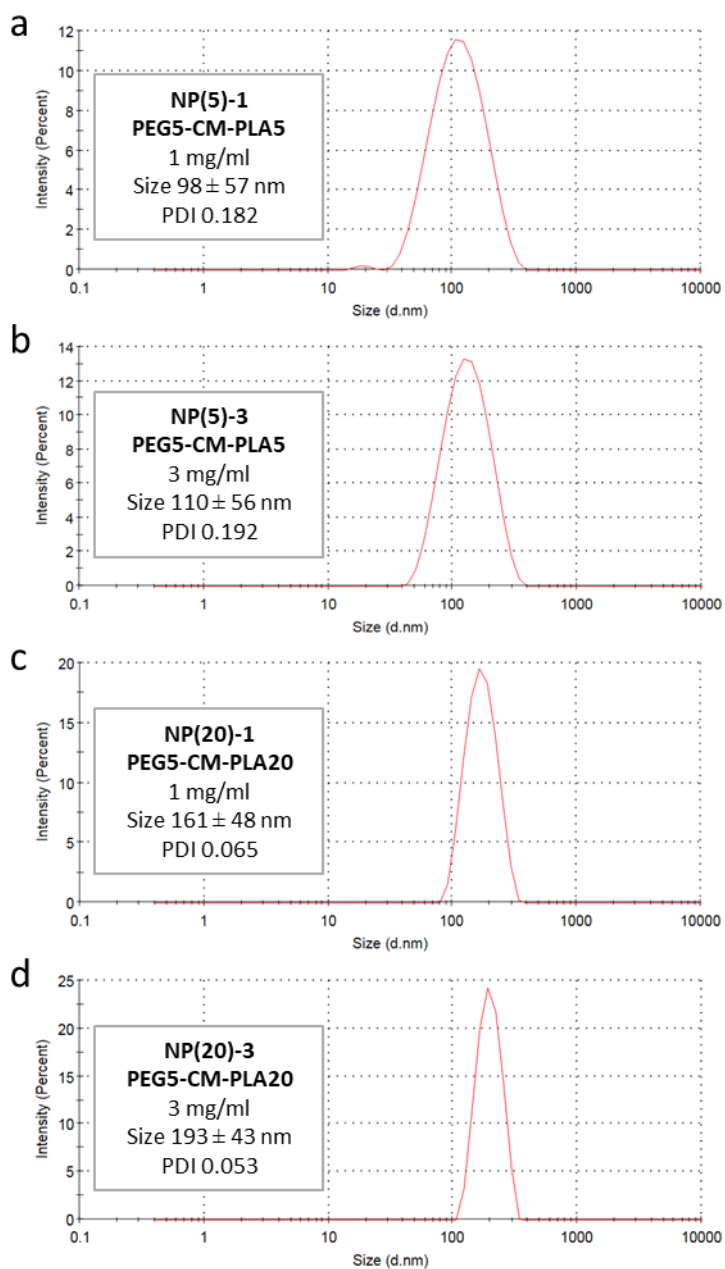 a
12
10
8
6
4
2
0
Intensity (Percent)
NP(5)-1
PEG5-CM-PLA5
1 mg/ml
Size 98 ± 57 nm
PDI 0.182
0.1 1 10 100 1000 10000
Size (d.nm)
b
14
12
10
8
6
4
2
0
Intensity (Percent)
NP(5)-3
PEG5-CM-PLA5
3 mg/ml
Size 110 ± 56 nm
PDI 0.192
0.1 1 10 100 1000 10000
Size (d.nm)
c
20
15
10
5
0
Intensity (Percent)
NP(20)-1
PEG5-CM-PLA20
1 mg/ml
Size 161 ± 48 nm
PDI 0.065
0.1 1 10 100 1000 10000
Size (d.nm)
d
25
20
15
10
5
0
Intensity (Percent)
NP(20)-3
PEG5-CM-PLA20
3 mg/ml
Size 193 ± 43 nm
PDI 0.053
0.1 1 10 100 1000 10000
Size (d.nm)